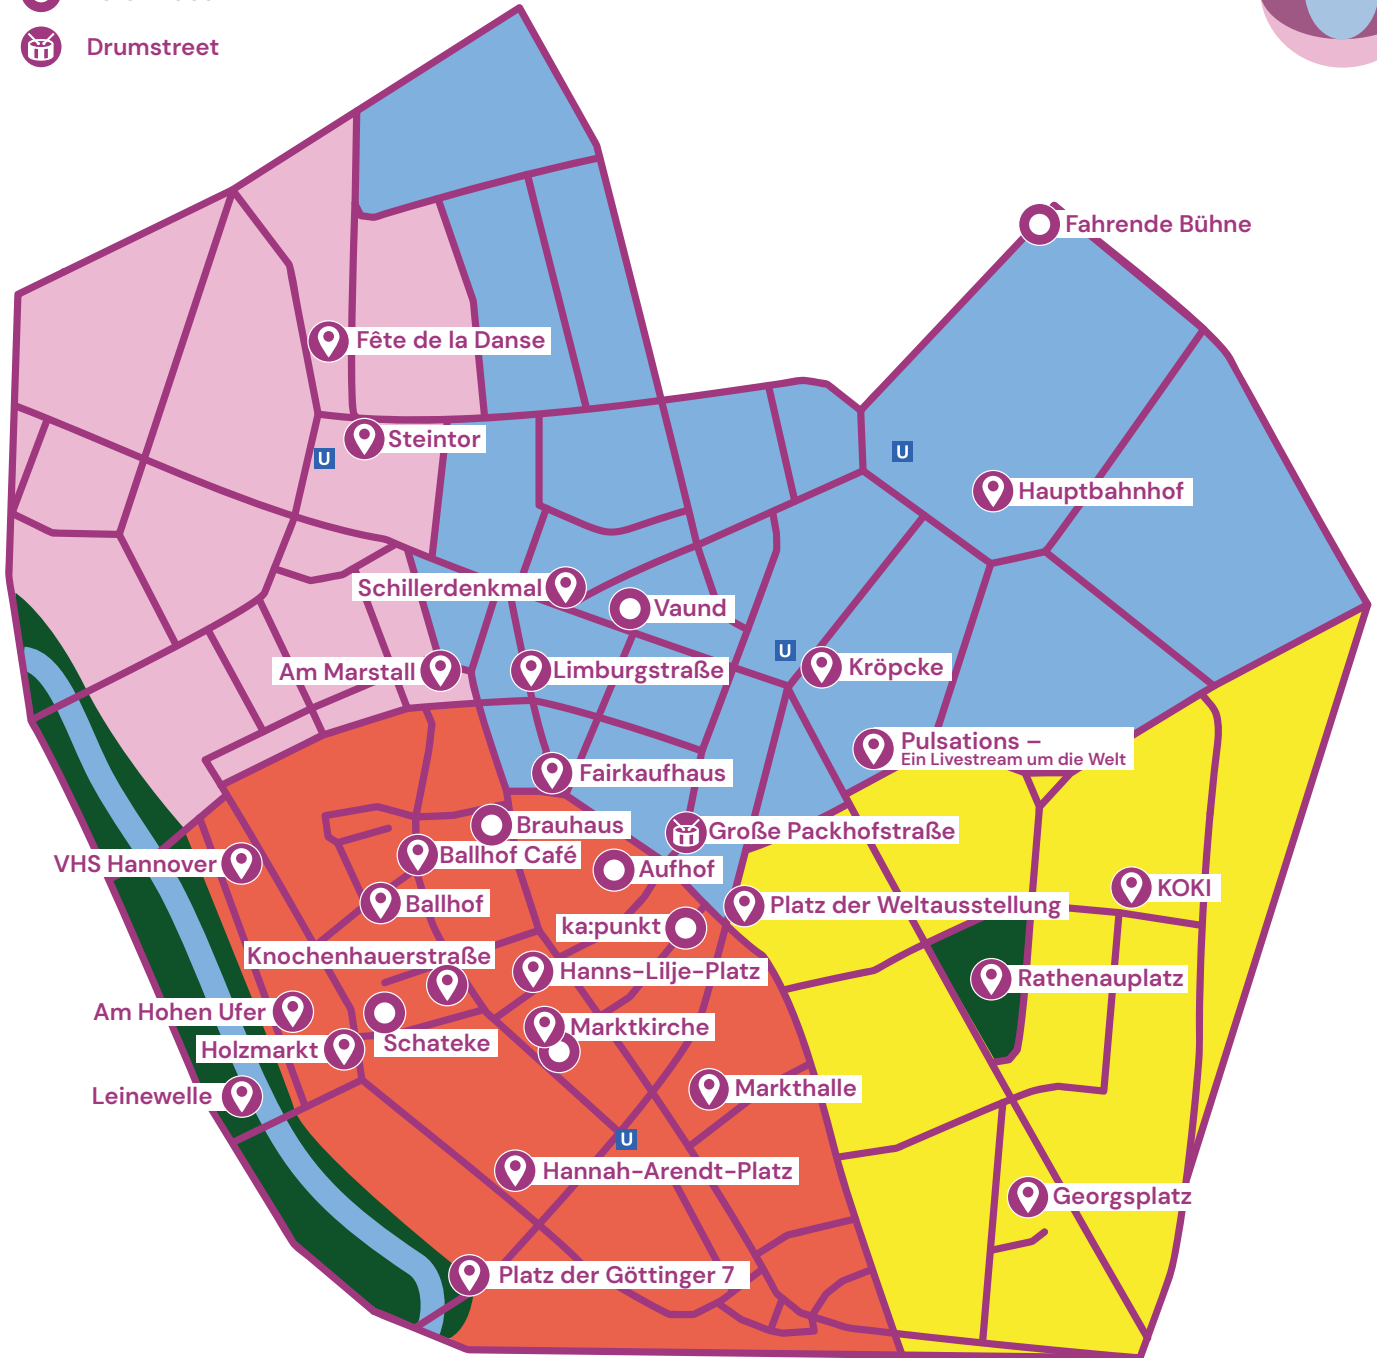 Drumstreet
Fahrende Bühne
Fête de la Danse
Steintor
U
U
Hauptbahnhof
Schillerdenkmal
Vaund
Am Marstall
Limburgstraße
U
Kröpcke
Pulsations –
Ein Livestream um die Welt
Fairkaufhaus
Brauhaus
Große Packhofstraße
VHS Hannover
Ballhof Café
Aufhof
KOKI
Ballhof
Platz der Weltausstellung
ka:punkt
Knochenhauerstraße
Hanns-Lilje-Platz
Rathenauplatz
Am Hohen Ufer
Marktkirche
Holzmarkt
Schateke
Leinewelle
Markthalle
U
Hannah-Arendt-Platz
Georgsplatz
Platz der Göttinger 7